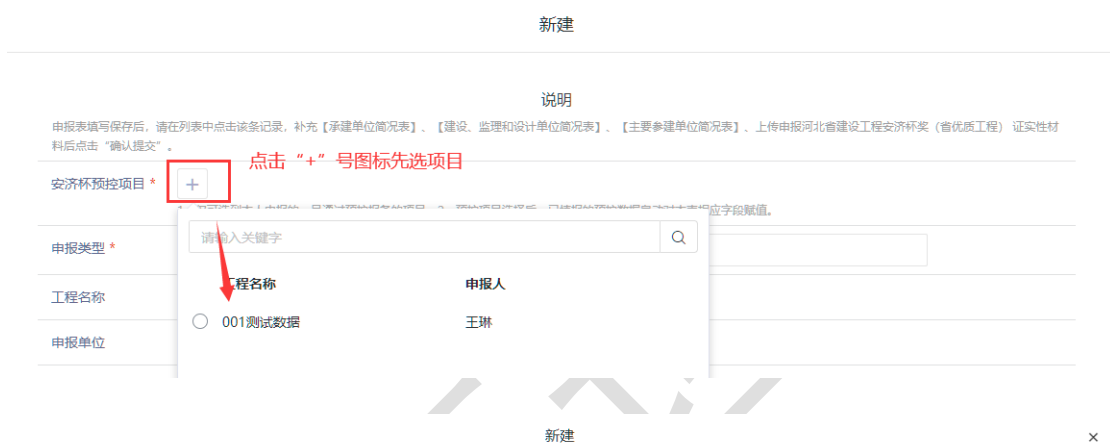 新建
说明
申报表填写保存后，请在列表中点击该条记录，补充【承建单位简况表】、【建设、监理和设计单位简况表】、【主要参建单位简况表】、上传申报河北省建设工程安济杯奖（省优质工程） 证实性材
料后点击“确认提交”。
点击“+”号图标先选项目
安济杯预控项目 *
请输入关键字
申报类型 *
工程名称 申报人
工程名称
001测试数据 王琳
申报单位
新建